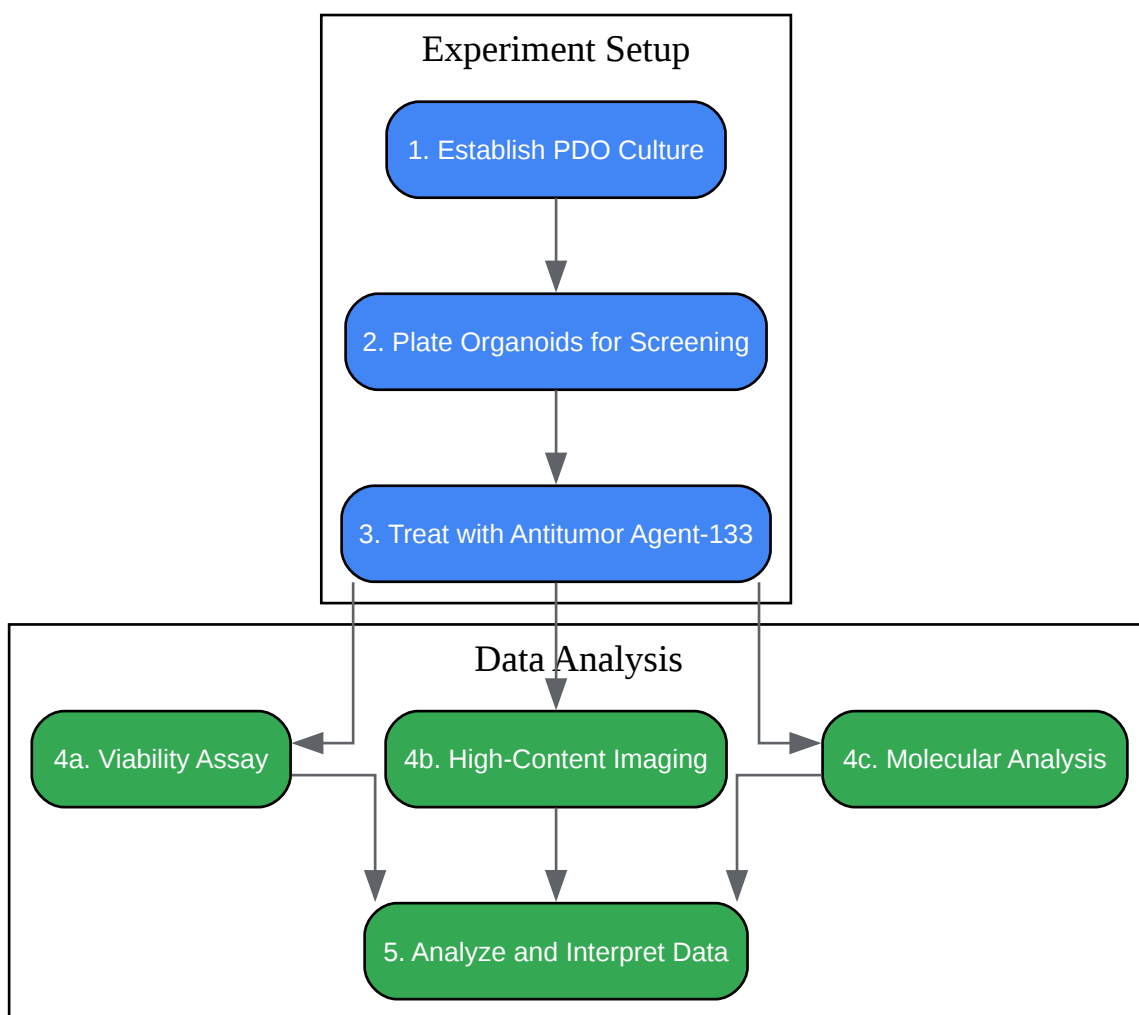 Experiment Setup
1. Establish PDO Culture
2. Plate Organoids for Screening
3. Treat with Antitumor Agent-133
Data Analysis
4a. Viability Assay
4b. High-Content Imaging
4c. Molecular Analysis
5. Analyze and Interpret Data